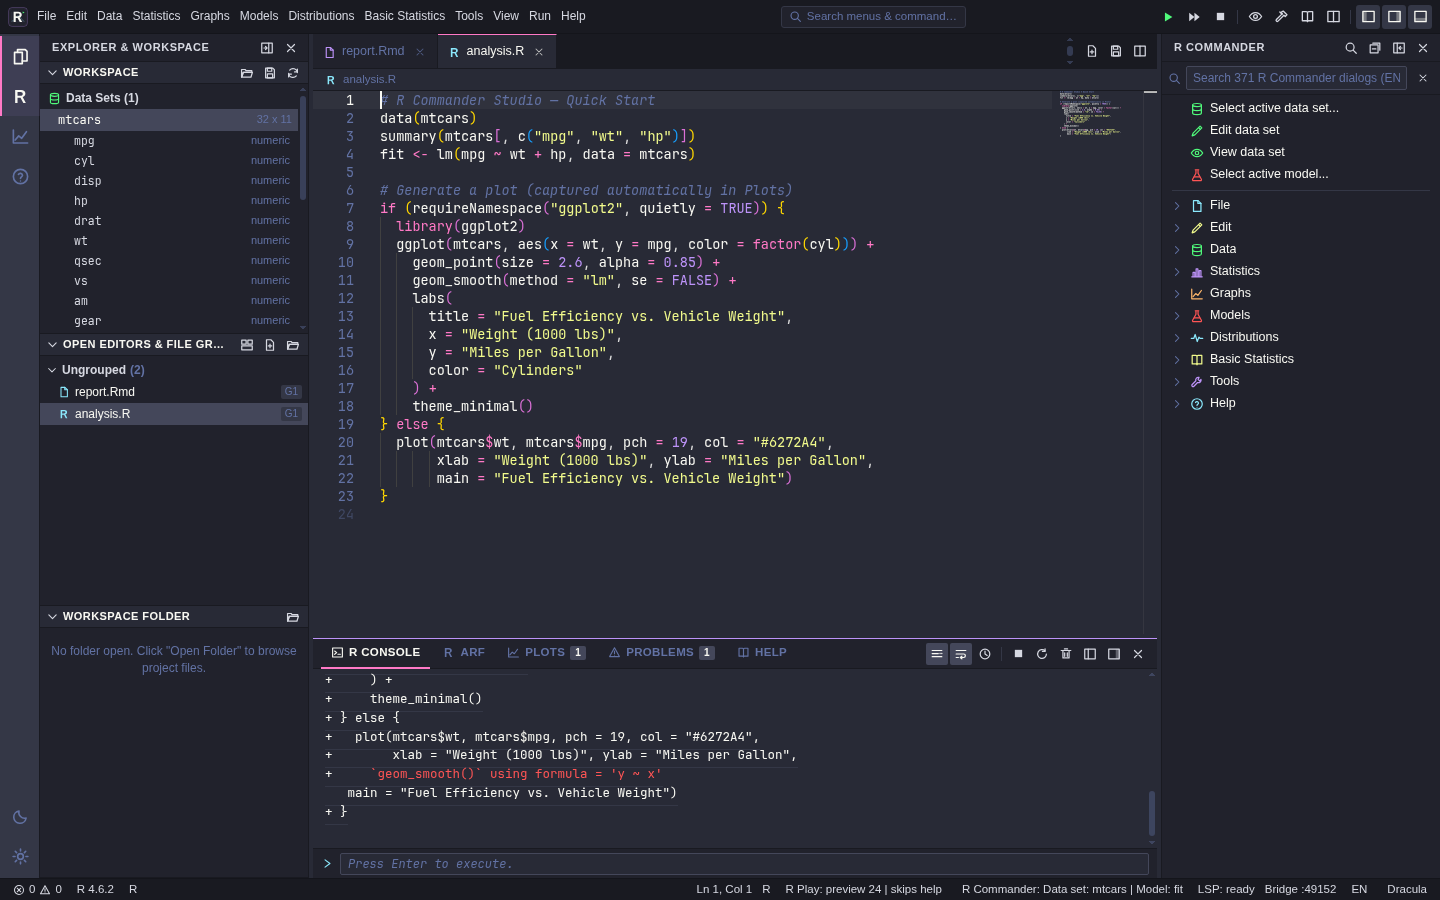 R File Edit Data Statistics Graphs Models Distributions Basic Statistics Tools View Run Help Search menus & command…
EXPLORER & WORKSPACE
WORKSPACE
Data Sets (1)
mtcars 32 x 11
mpg numeric
cyl numeric
disp numeric
hp numeric
drat numeric
wt numeric
qsec numeric
vs numeric
am numeric
gear numeric
OPEN EDITORS & FILE GR…
Ungrouped (2)
report.Rmd G1
R analysis.R G1
WORKSPACE FOLDER
No folder open. Click "Open Folder" to browse
project files.
R
report.Rmd R analysis.R
R analysis.R
1 # R Commander Studio — Quick Start
2 data(mtcars)
3 summary(mtcars[, c("mpg", "wt", "hp")])
4 fit <- lm(mpg ~ wt + hp, data = mtcars)
5
6 # Generate a plot (captured automatically in Plots)
7 if (requireNamespace("ggplot2", quietly = TRUE)) {
8 library(ggplot2)
9 ggplot(mtcars, aes(x = wt, y = mpg, color = factor(cyl))) +
10 geom_point(size = 2.6, alpha = 0.85) +
11 geom_smooth(method = "lm", se = FALSE) +
12 labs(
13 title = "Fuel Efficiency vs. Vehicle Weight",
14 x = "Weight (1000 lbs)",
15 y = "Miles per Gallon",
16 color = "Cylinders"
17 ) +
18 theme_minimal()
19 } else {
20 plot(mtcars$wt, mtcars$mpg, pch = 19, col = "#6272A4",
21 xlab = "Weight (1000 lbs)", ylab = "Miles per Gallon",
22 main = "Fuel Efficiency vs. Vehicle Weight")
23 }
24
R CONSOLE R ARF PLOTS 1 PROBLEMS 1 HELP
+ ) +
+ theme_minimal()
+ } else {
+ plot(mtcars$wt, mtcars$mpg, pch = 19, col = "#6272A4",
+ xlab = "Weight (1000 lbs)", ylab = "Miles per Gallon",
+ `geom_smooth()` using formula = 'y ~ x'
main = "Fuel Efficiency vs. Vehicle Weight")
+ }
> Press Enter to execute.
R COMMANDER
Search 371 R Commander dialogs (EN
Select active data set...
Edit data set
View data set
Select active model...
File
Edit
Data
Statistics
Graphs
Models
Distributions
Basic Statistics
Tools
Help
0 0 R 4.6.2 R Ln 1, Col 1 R R Play: preview 24 | skips help R Commander: Data set: mtcars | Model: fit LSP: ready Bridge :49152 EN Dracula